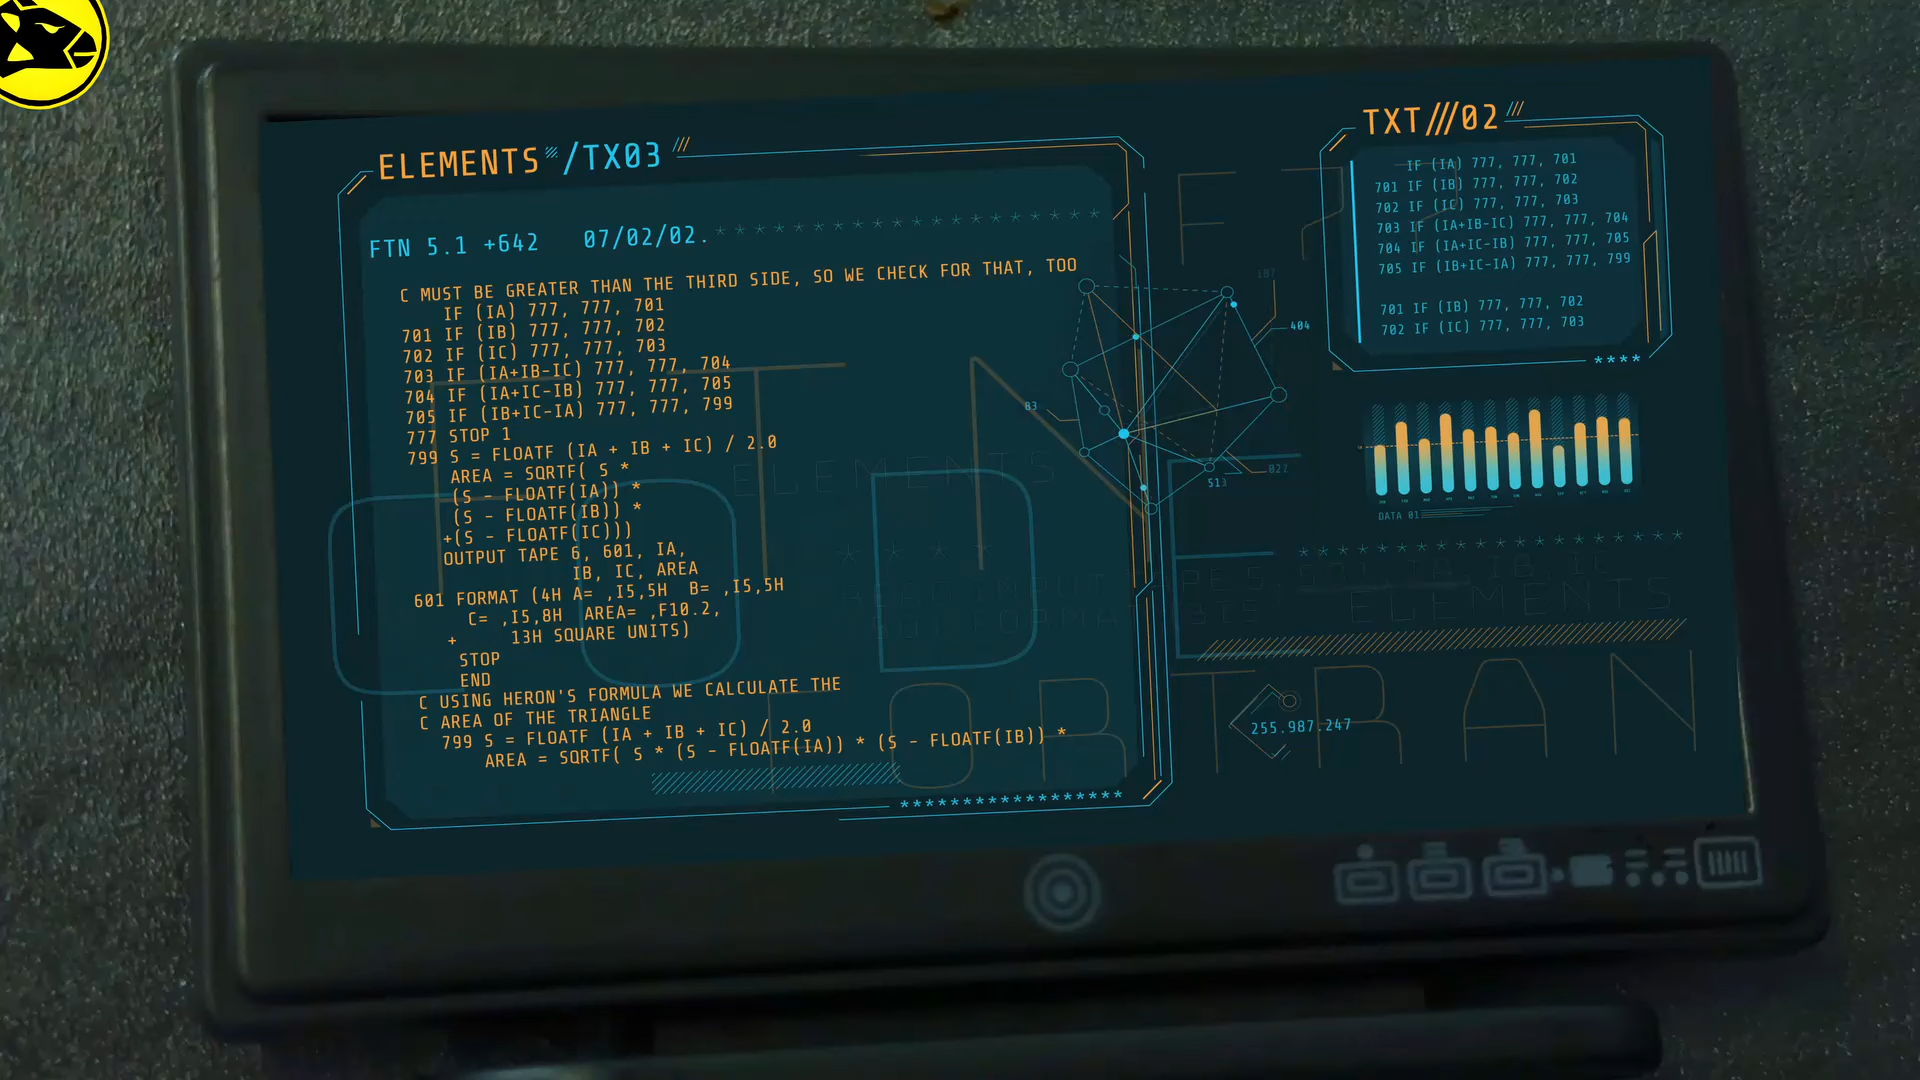 ELEMENTS /TX03 ///
FTN 5.1 +642 07/02/02.******************
C MUST BE GREATER THAN THE THIRD SIDE, SO WE CHECK FOR THAT, TOO
IF (IA) 777, 777, 701
701 IF (IB) 777, 777, 702
702 IF (IC) 777, 777, 703
703 IF (IA+IB-IC) 777, 777, 704
704 IF (IA+IC-IB) 777, 777, 705
705 IF (IB+IC-IA) 777, 777, 799
777 STOP 1
799 S = FLOATF (IA + IB + IC) / 2.0
AREA = SQRTF( S *
(S - FLOATF(IA)) *
(S - FLOATF(IB)) *
+(S - FLOATF(IC)))
OUTPUT TAPE 6, 601, IA,
IB, IC, AREA
601 FORMAT (4H A= ,I5,5H B= ,I5,5H
C= ,I5,8H AREA= ,F10.2,
+ 13H SQUARE UNITS)
STOP
END
C USING HERON'S FORMULA WE CALCULATE THE
C AREA OF THE TRIANGLE
799 S = FLOATF (IA + IB + IC) / 2.0
AREA = SQRTF( S * (S - FLOATF(IA)) * (S - FLOATF(IB)) *
*****************
TXT///02 ///
IF (IA) 777, 777, 701
701 IF (IB) 777, 777, 702
702 IF (IC) 777, 777, 703
703 IF (IA+IB-IC) 777, 777, 704
704 IF (IA+IC-IB) 777, 777, 705
705 IF (IB+IC-IA) 777, 777, 799
701 IF (IB) 777, 777, 702
702 IF (IC) 777, 777, 703
****
404
83
513
DATA 01
ELEMENTS
ELEMENTS
CODE
FORTRAN
255.987.247